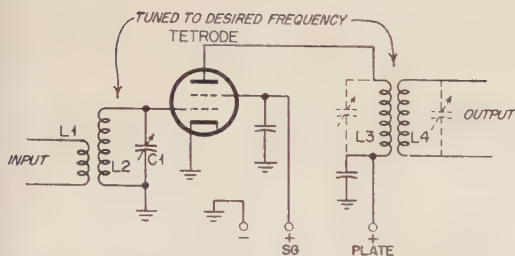 TUNED TO DESIRED FREQUENCY
TETRODE
L1
L2
C1
INPUT
L3
L4
OUTPUT
–
+
SG
+
PLATE